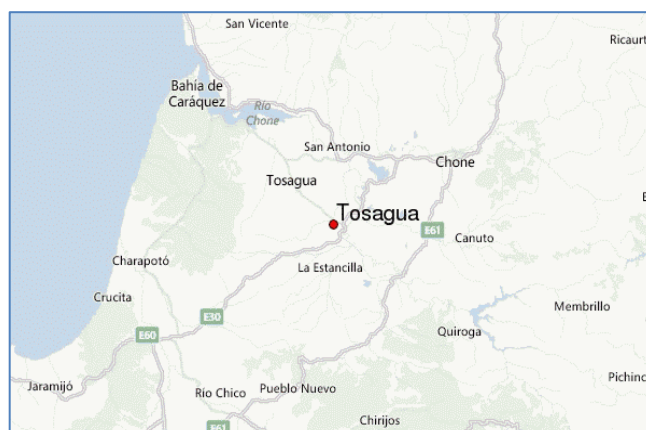 San Vicente
Ricaurt
Bahía de
Caráquez
Río
Chone
San Antonio
Chone
Tosagua
Tosagua
E61
Canuto
Charapotó
La Estancilla
Crucita
E30
Membrillo
E60
Quiroga
Jaramijó
Río Chico
Pueblo Nuevo
Pichinc
Chirijos
E61